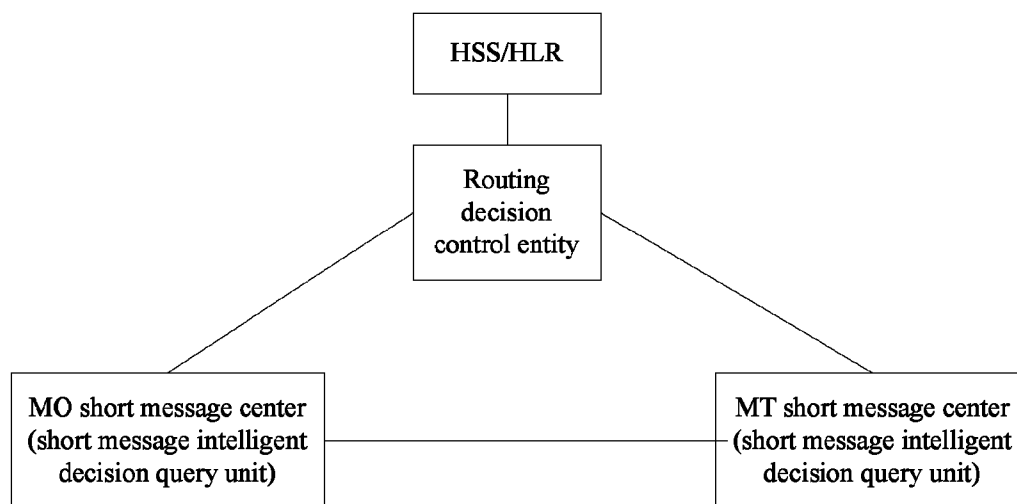 HSS/HLR
Routing
decision
control entity
MO short message center
(short message intelligent
decision query unit)
MT short message center
(short message intelligent
decision query unit)